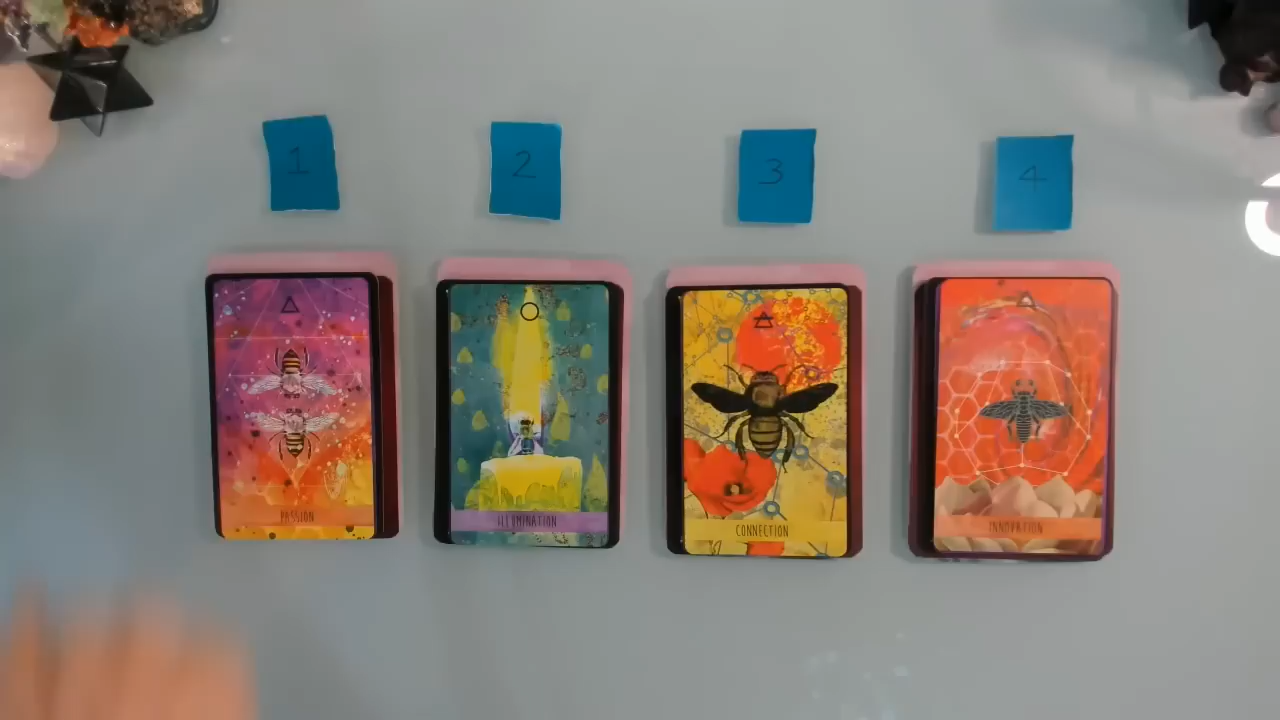 1
2
3
4
PASSION
ILLUMINATION
CONNECTION
INNOVATION